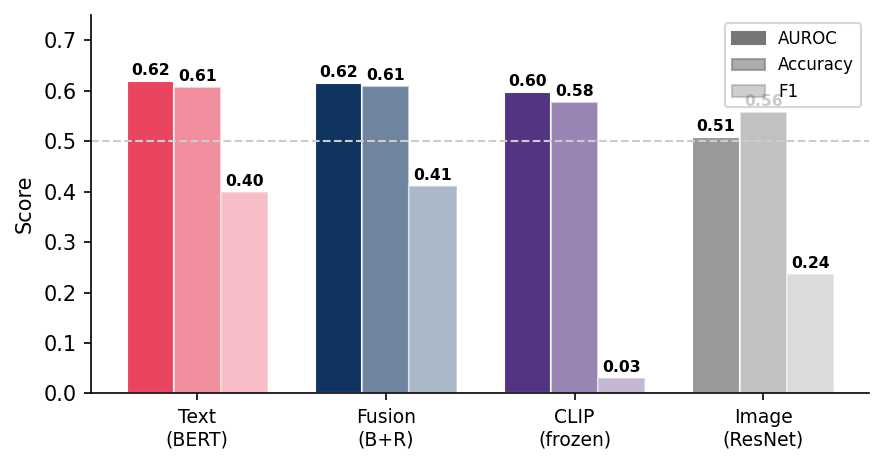 0.7
0.6
0.5
0.4
0.3
0.2
0.1
0.0
Score
0.62
0.61
0.40
0.62
0.61
0.41
0.60
0.58
0.03
0.51
0.56
0.24
AUROC
Accuracy
F1
Text
(BERT)
Fusion
(B+R)
CLIP
(frozen)
Image
(ResNet)